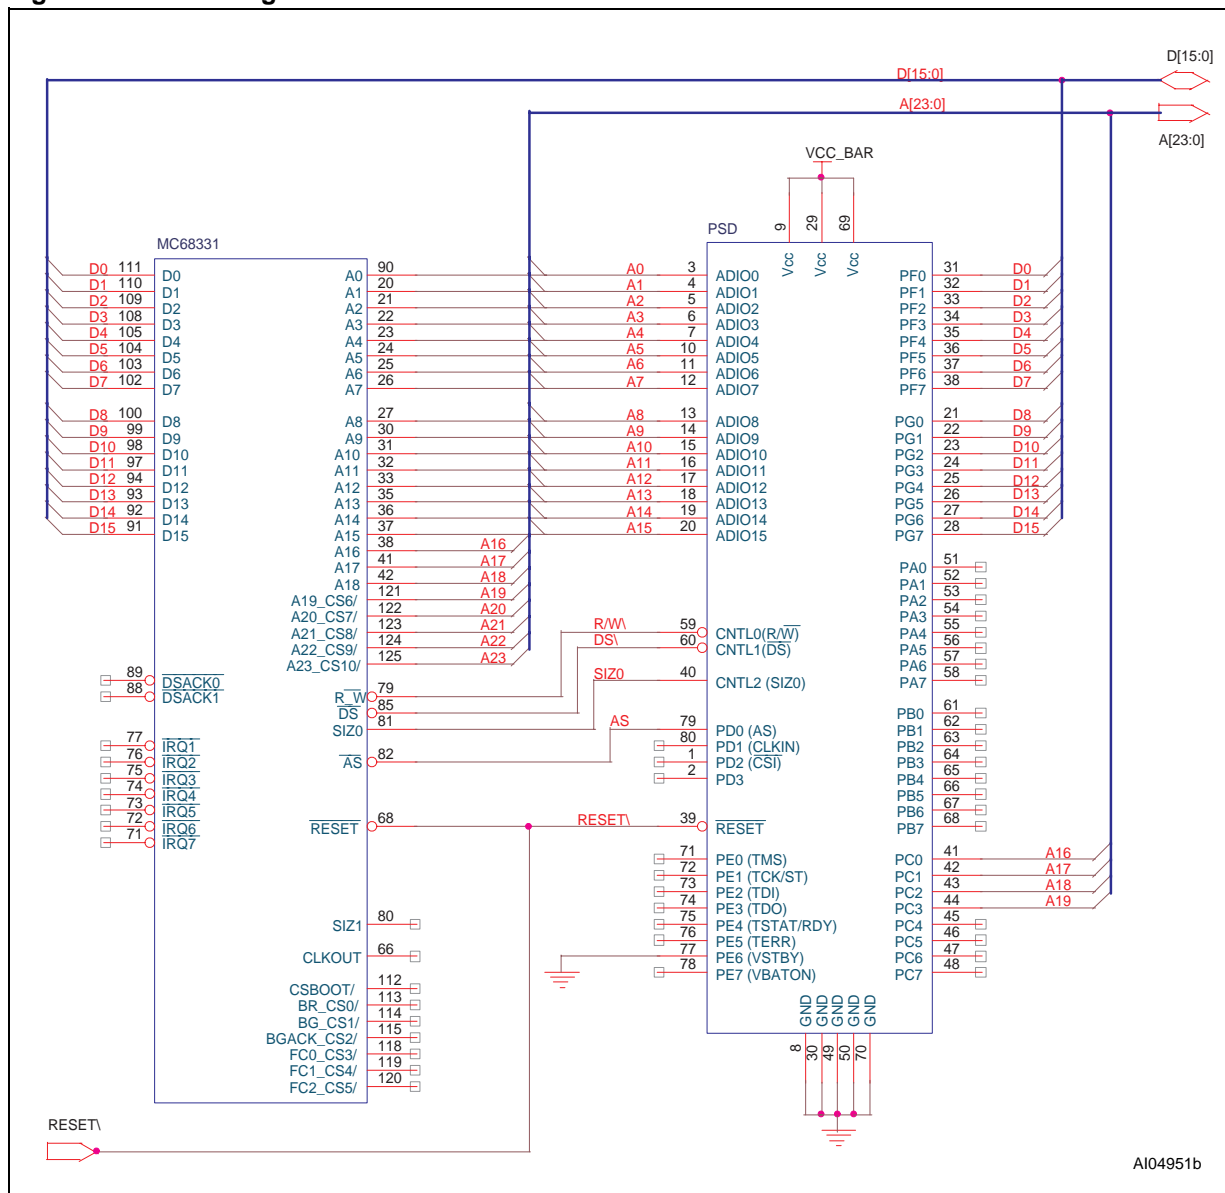 D[15:0]
D[15:0]
A[23:0]
A[23:0]
VCC_BAR
9 29 69
PSD
MC68331
Vcc Vcc Vcc
D0 111 D0 A0 90 A0 3 ADIO0 PF0 31 D0
D1 110 D1 A1 20 A1 4 ADIO1 PF1 32 D1
D2 109 D2 A2 21 A2 5 ADIO2 PF2 33 D2
D3 108 D3 A3 22 A3 6 ADIO3 PF3 34 D3
D4 105 D4 A4 23 A4 7 ADIO4 PF4 35 D4
D5 104 D5 A5 24 A5 10 ADIO5 PF5 36 D5
D6 103 D6 A6 25 A6 11 ADIO6 PF6 37 D6
D7 102 D7 A7 26 A7 12 ADIO7 PF7 38 D7
D8 100 D8 A8 27 A8 13 ADIO8 PG0 21 D8
D9 99 D9 A9 30 A9 14 ADIO9 PG1 22 D9
D10 98 D10 A10 31 A10 15 ADIO10 PG2 23 D10
D11 97 D11 A11 32 A11 16 ADIO11 PG3 24 D11
D12 94 D12 A12 33 A12 17 ADIO12 PG4 25 D12
D13 93 D13 A13 35 A13 18 ADIO13 PG5 26 D13
D14 92 D14 A14 36 A14 19 ADIO14 PG6 27 D14
D15 91 D15 A15 37 A15 20 ADIO15 PG7 28 D15
A16 38 A16
A17 41 A17 PA0 51
A18 42 A18 PA1 52
A19_CS6/ 121 A19 PA2 53
A20_CS7/ 122 A20 PA3 54
A21_CS8/ 123 A21 R/W\ 59 CNTL0(R/W) PA4 55
A22_CS9/ 124 A22 DS\ 60 CNTL1(DS) PA5 56
A23_CS10/ 125 A23 PA6 57
89 DSACK0 SIZ0 40 CNTL2 (SIZ0) PA7 58
88 DSACK1 R_W 79
DS 85 PB0 61
SIZ0 81 AS 79 PD0 (AS) PB1 62
77 IRQ1 80 PD1 (CLKIN) PB2 63
76 IRQ2 AS 82 1 PD2 (CSI) PB3 64
75 IRQ3 2 PD3 PB4 65
74 IRQ4 PB5 66
73 IRQ5 PB6 67
72 IRQ6 RESET 68 RESET\ 39 RESET PB7 68
71 IRQ7
71 PE0 (TMS) PC0 41 A16
72 PE1 (TCK/ST) PC1 42 A17
73 PE2 (TDI) PC2 43 A18
74 PE3 (TDO) PC3 44 A19
SIZ1 80 75 PE4 (TSTAT/RDY) PC4 45
76 PE5 (TERR) PC5 46
CLKOUT 66 77 PE6 (VSTBY) PC6 47
78 PE7 (VBATON) PC7 48
CSBOOT/ 112
BR_CS0/ 113
BG_CS1/ 114
BGACK_CS2/ 115
FC0_CS3/ 118
FC1_CS4/ 119
FC2_CS5/ 120
GND GND GND GND GND
8 30 49 50 70
RESET\
AI04951b